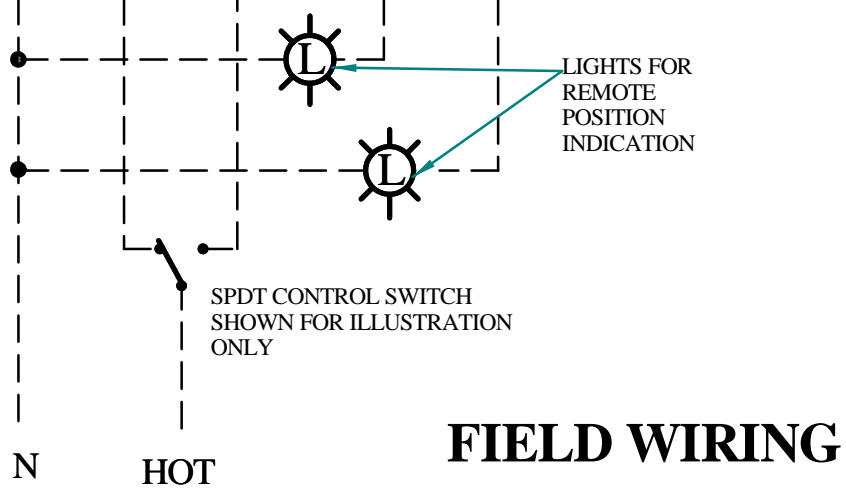 L
LIGHTS FOR
REMOTE
POSITION
INDICATION
L
SPDT CONTROL SWITCH
SHOWN FOR ILLUSTRATION
ONLY
FIELD WIRING
N
HOT